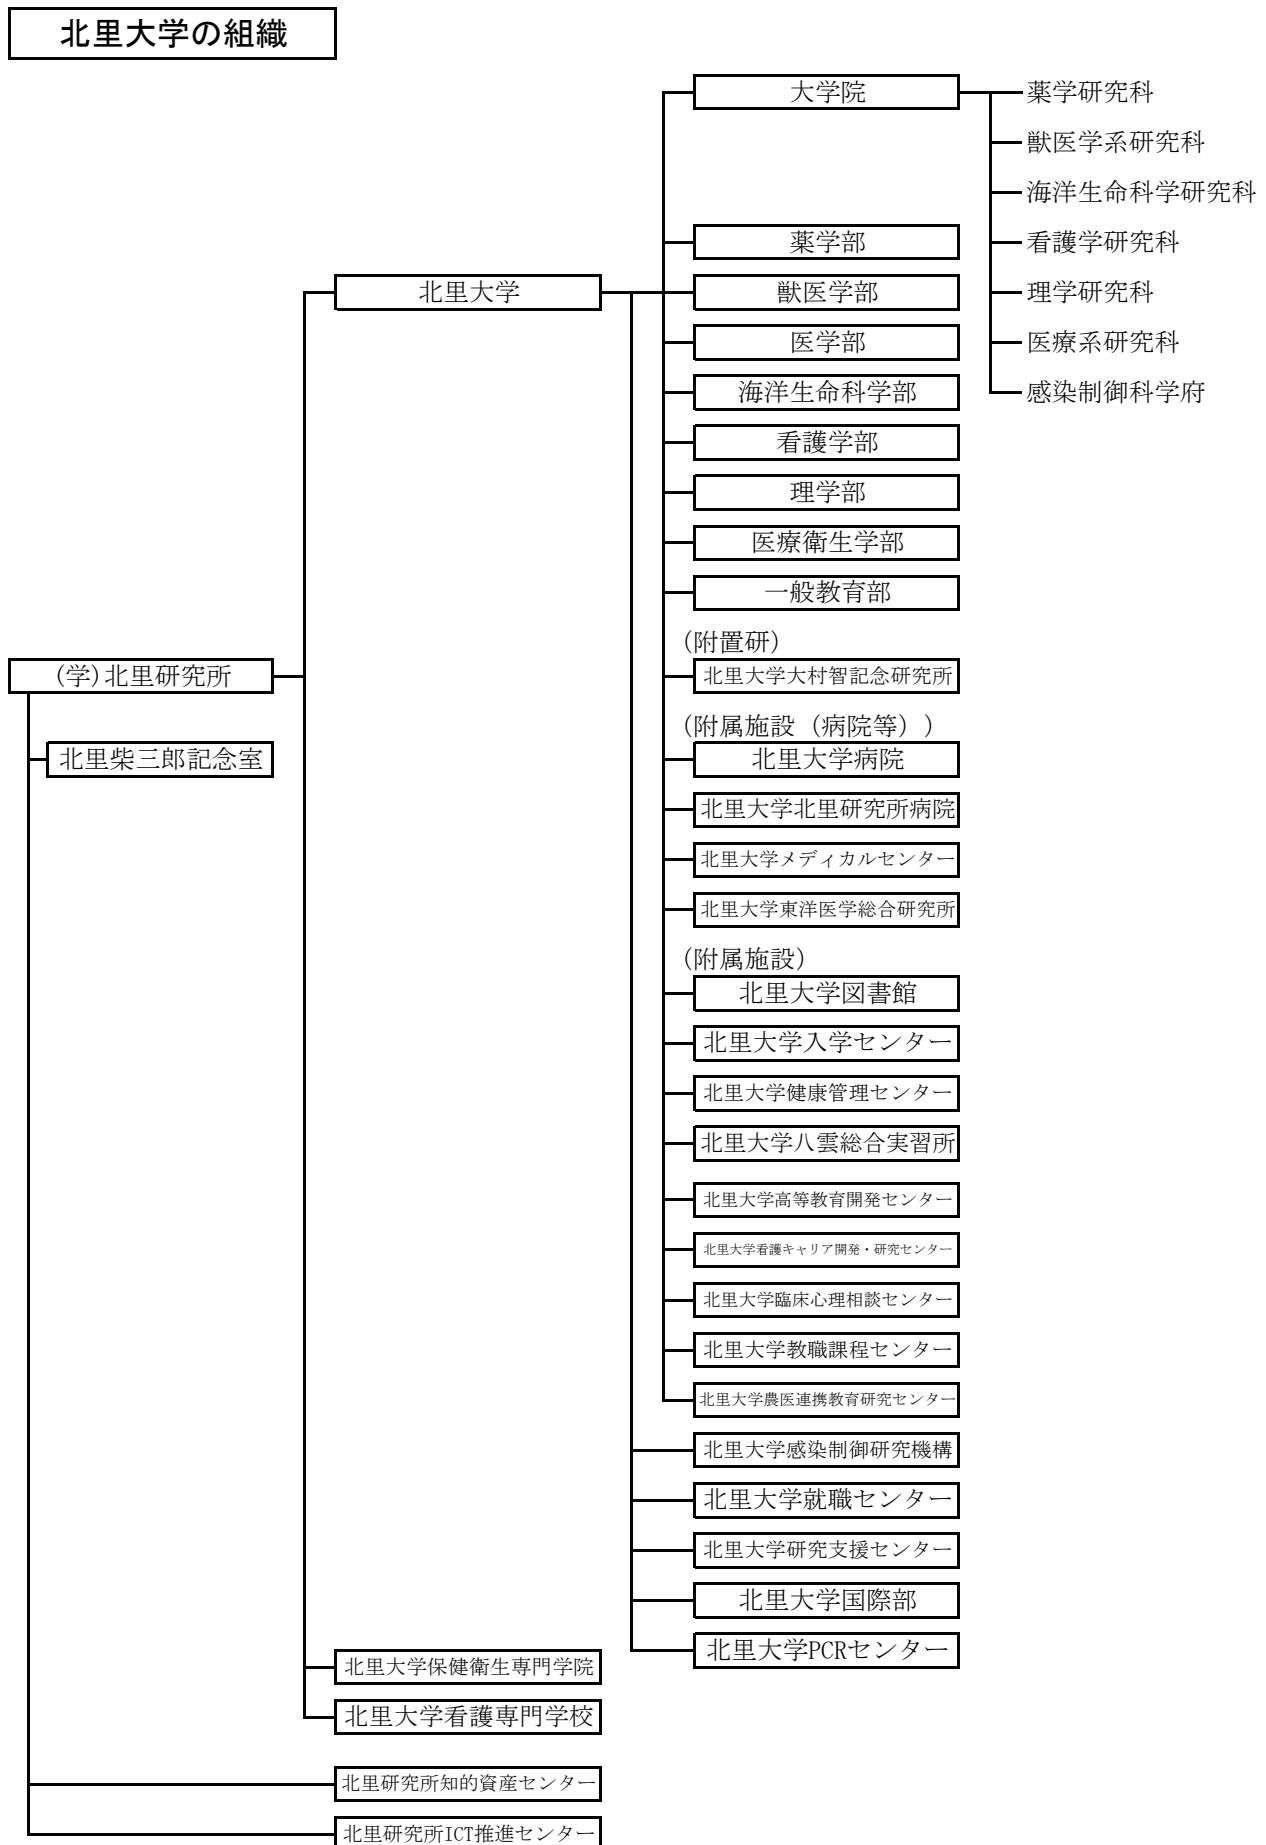 北里大学の組織
大学院
薬学研究科
獣医学系研究科
海洋生命科学研究科
薬学部
看護学研究科
北里大学
獣医学部
理学研究科
医学部
医療系研究科
海洋生命科学部
感染制御科学府
看護学部
理学部
医療衛生学部
一般教育部
(附置研)
(学)北里研究所
北里大学大村智記念研究所
(附属施設（病院等）)
北里柴三郎記念室
北里大学病院
北里大学北里研究所病院
北里大学メディカルセンター
北里大学東洋医学総合研究所
(附属施設)
北里大学図書館
北里大学入学センター
北里大学健康管理センター
北里大学八雲総合実習所
北里大学高等教育開発センター
北里大学看護キャリア開発・研究センター
北里大学臨床心理相談センター
北里大学教職課程センター
北里大学農医連携教育研究センター
北里大学感染制御研究機構
北里大学就職センター
北里大学研究支援センター
北里大学国際部
北里大学PCRセンター
北里大学保健衛生専門学院
北里大学看護専門学校
北里研究所知的資産センター
北里研究所ICT推進センター